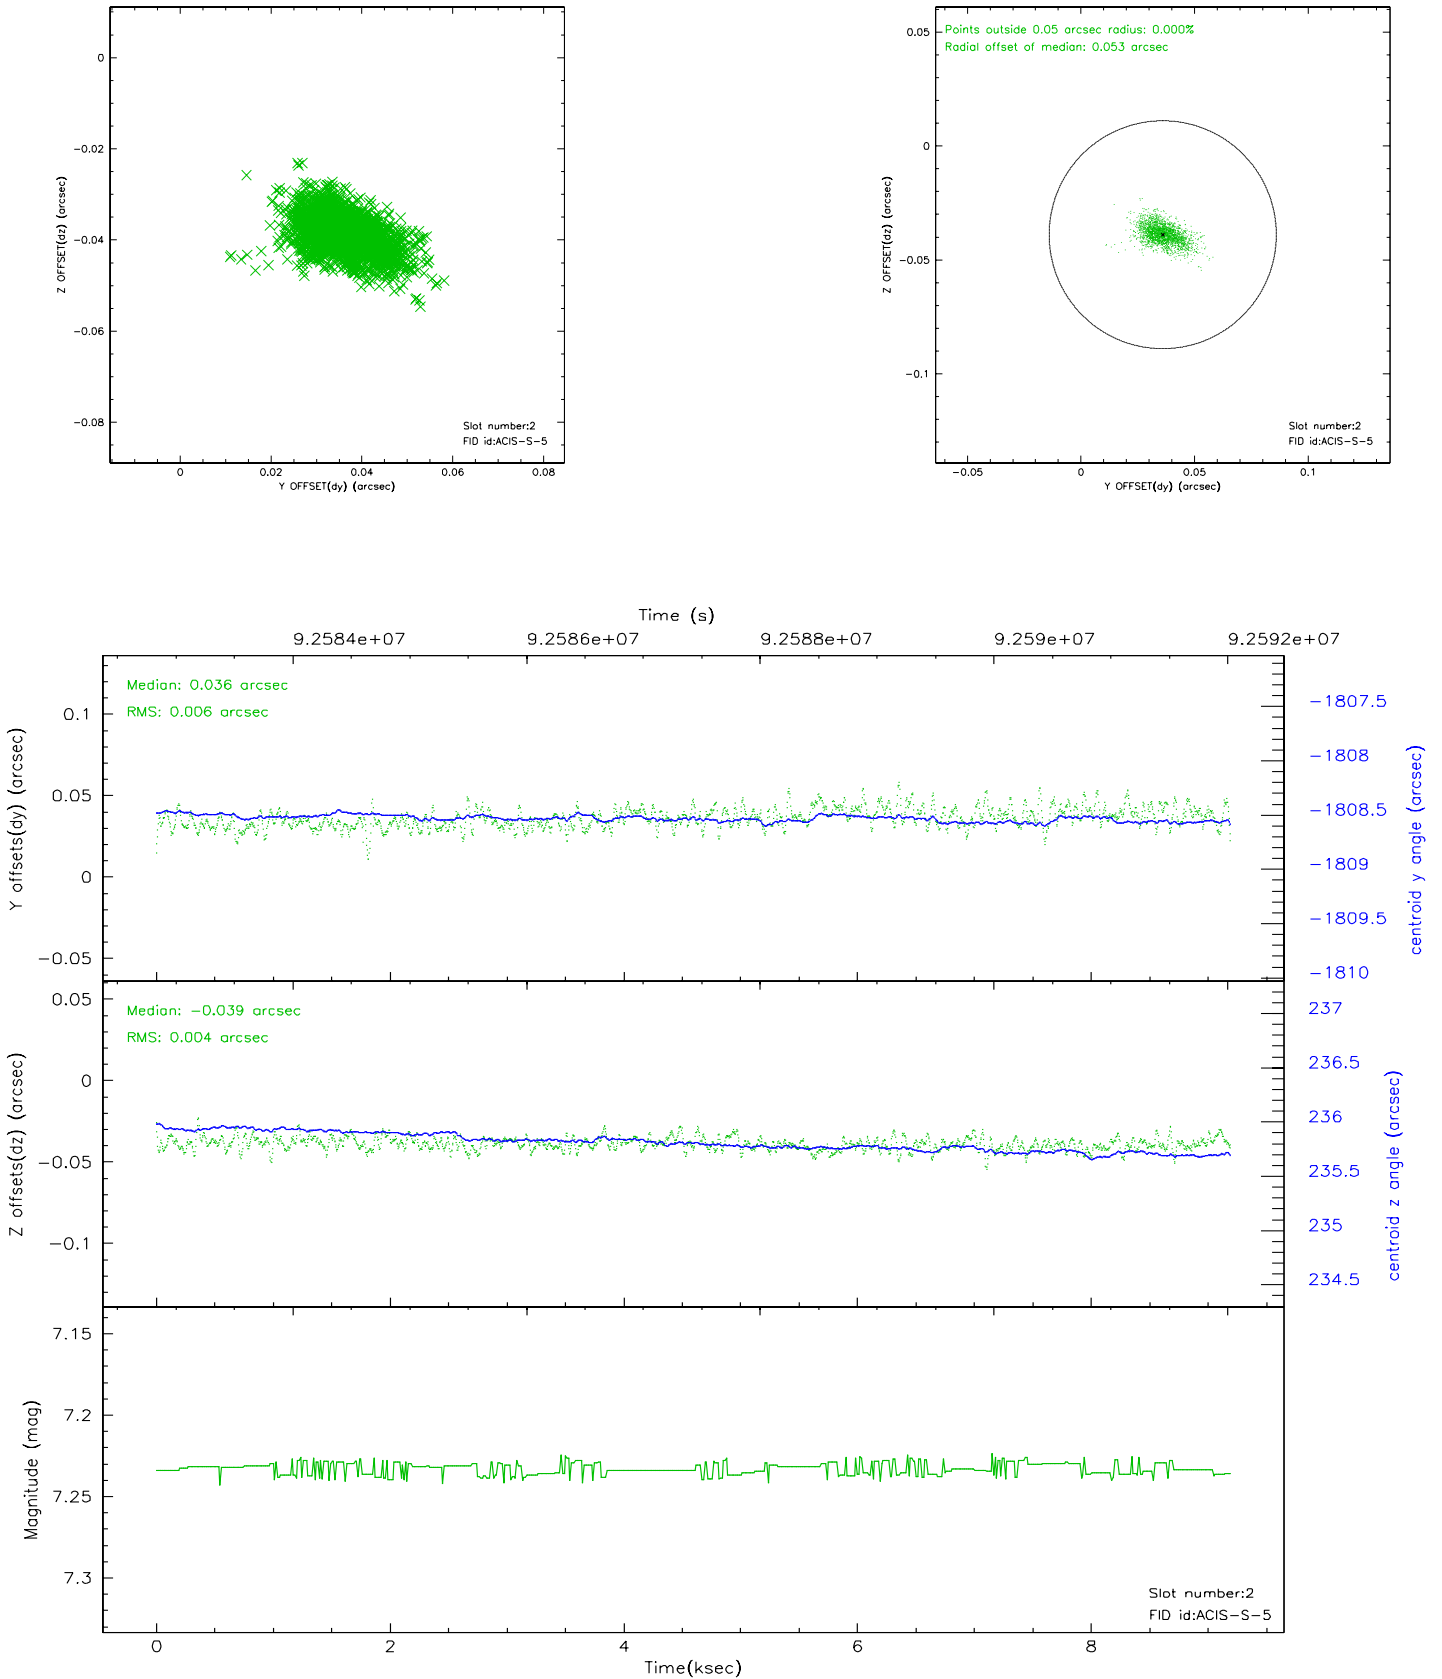 0
-0.02
-0.04
-0.06
-0.08
Z OFFSET(dz) (arcsec)
Slot number:2
FID id:ACIS-S-5
0 0.02 0.04 0.06 0.08
Y OFFSET(dy) (arcsec)
Points outside 0.05 arcsec radius: 0.000%
Radial offset of median: 0.053 arcsec
0.05
0
-0.05
-0.1
Z OFFSET(dz) (arcsec)
Slot number:2
FID id:ACIS-S-5
-0.05 0 0.05 0.1
Y OFFSET(dy) (arcsec)
Time (s)
9.2584e+07 9.2586e+07 9.2588e+07 9.259e+07 9.2592e+07
Median: 0.036 arcsec
RMS: 0.006 arcsec
0.1
0.05
0
-0.05
Y offsets(dy) (arcsec)
-1807.5
-1808
-1808.5
-1809
-1809.5
-1810
centroid y angle (arcsec)
Median: -0.039 arcsec
RMS: 0.004 arcsec
0.05
0
-0.05
-0.1
Z offsets(dz) (arcsec)
237
236.5
236
235.5
235
234.5
centroid z angle (arcsec)
7.15
7.2
7.25
7.3
Magnitude (mag)
Slot number:2
FID id:ACIS-S-5
0 2 4 6 8
Time(ksec)